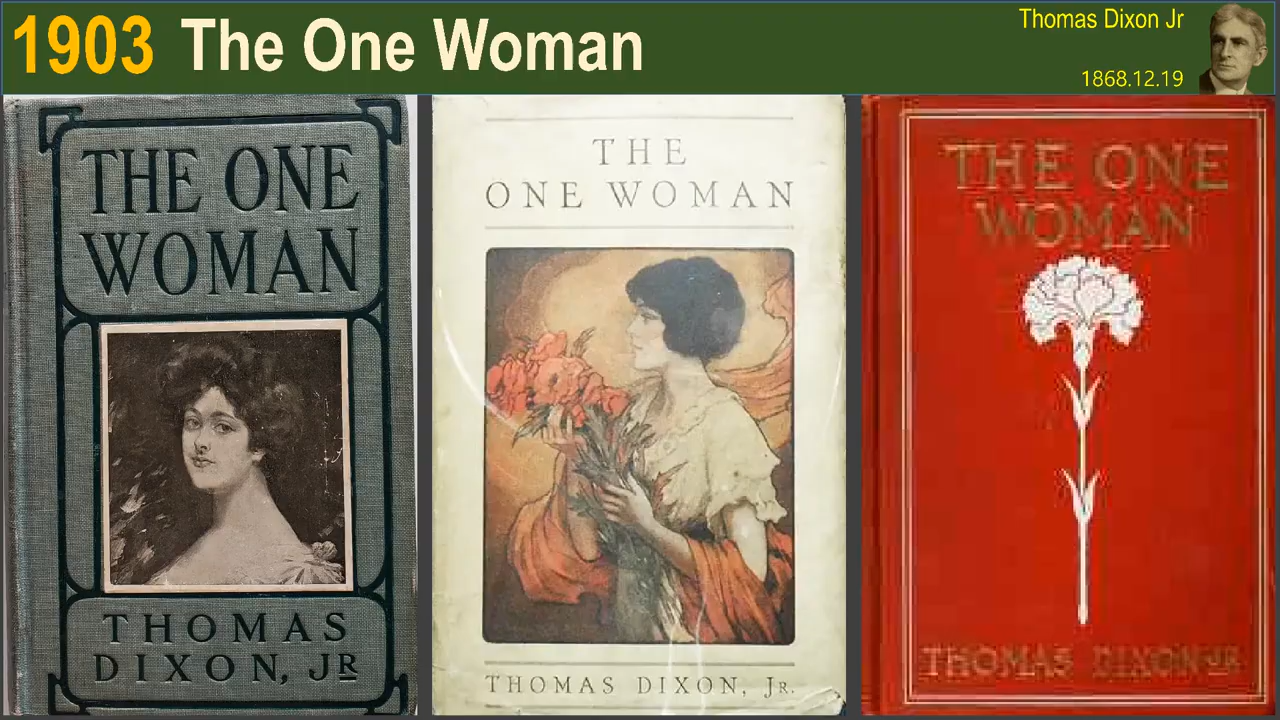 1903 The One Woman
Thomas Dixon Jr
1868.12.19
THE ONE
WOMAN
THOMAS
DIXON, JR
THE
ONE WOMAN
THOMAS DIXON, JR.
THE ONE
WOMAN
THOMAS DIXON JR